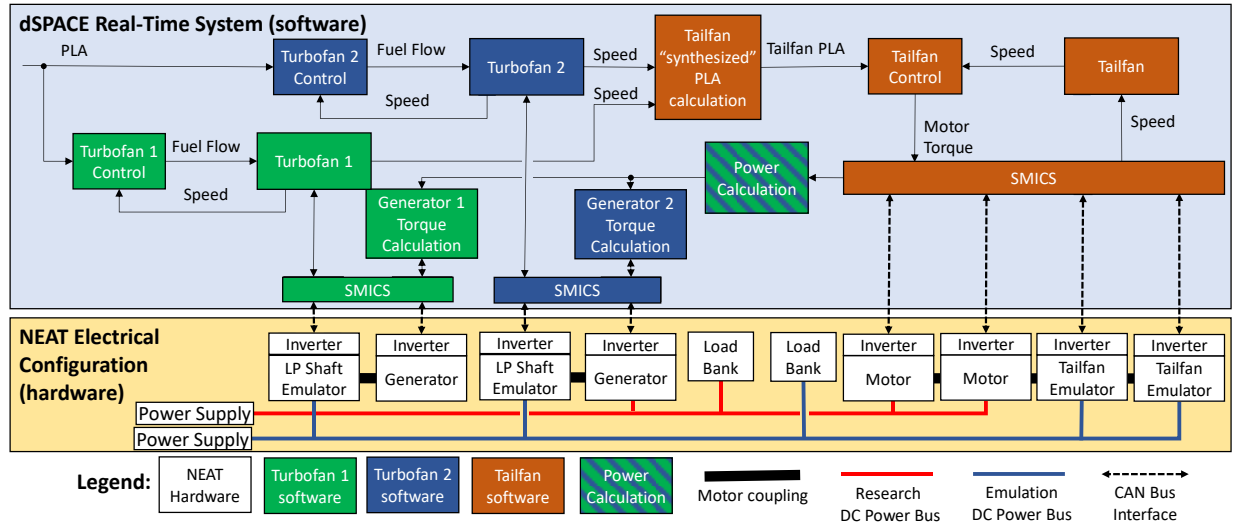 dSPACE Real-Time System (software)
PLA
Turbofan 2
Control
Fuel Flow
Turbofan 2
Speed
Speed
Speed
Tailfan
“synthesized”
PLA
calculation
Tailfan PLA
Tailfan
Control
Speed
Tailfan
Motor
Torque
Speed
Turbofan 1
Control
Fuel Flow
Turbofan 1
Speed
Generator 1
Torque
Calculation
Generator 2
Torque
Calculation
Power
Calculation
SMICS
SMICS
SMICS
NEAT Electrical
Configuration
(hardware)
Inverter
LP Shaft
Emulator
Inverter
Generator
Inverter
LP Shaft
Emulator
Inverter
Generator
Load
Bank
Load
Bank
Inverter
Motor
Inverter
Motor
Inverter
Tailfan
Emulator
Inverter
Tailfan
Emulator
Power Supply
Power Supply
Legend:
NEAT
Hardware
Turbofan 1
software
Turbofan 2
software
Tailfan
software
Power
Calculation
Motor coupling
Research
DC Power Bus
Emulation
DC Power Bus
CAN Bus
Interface